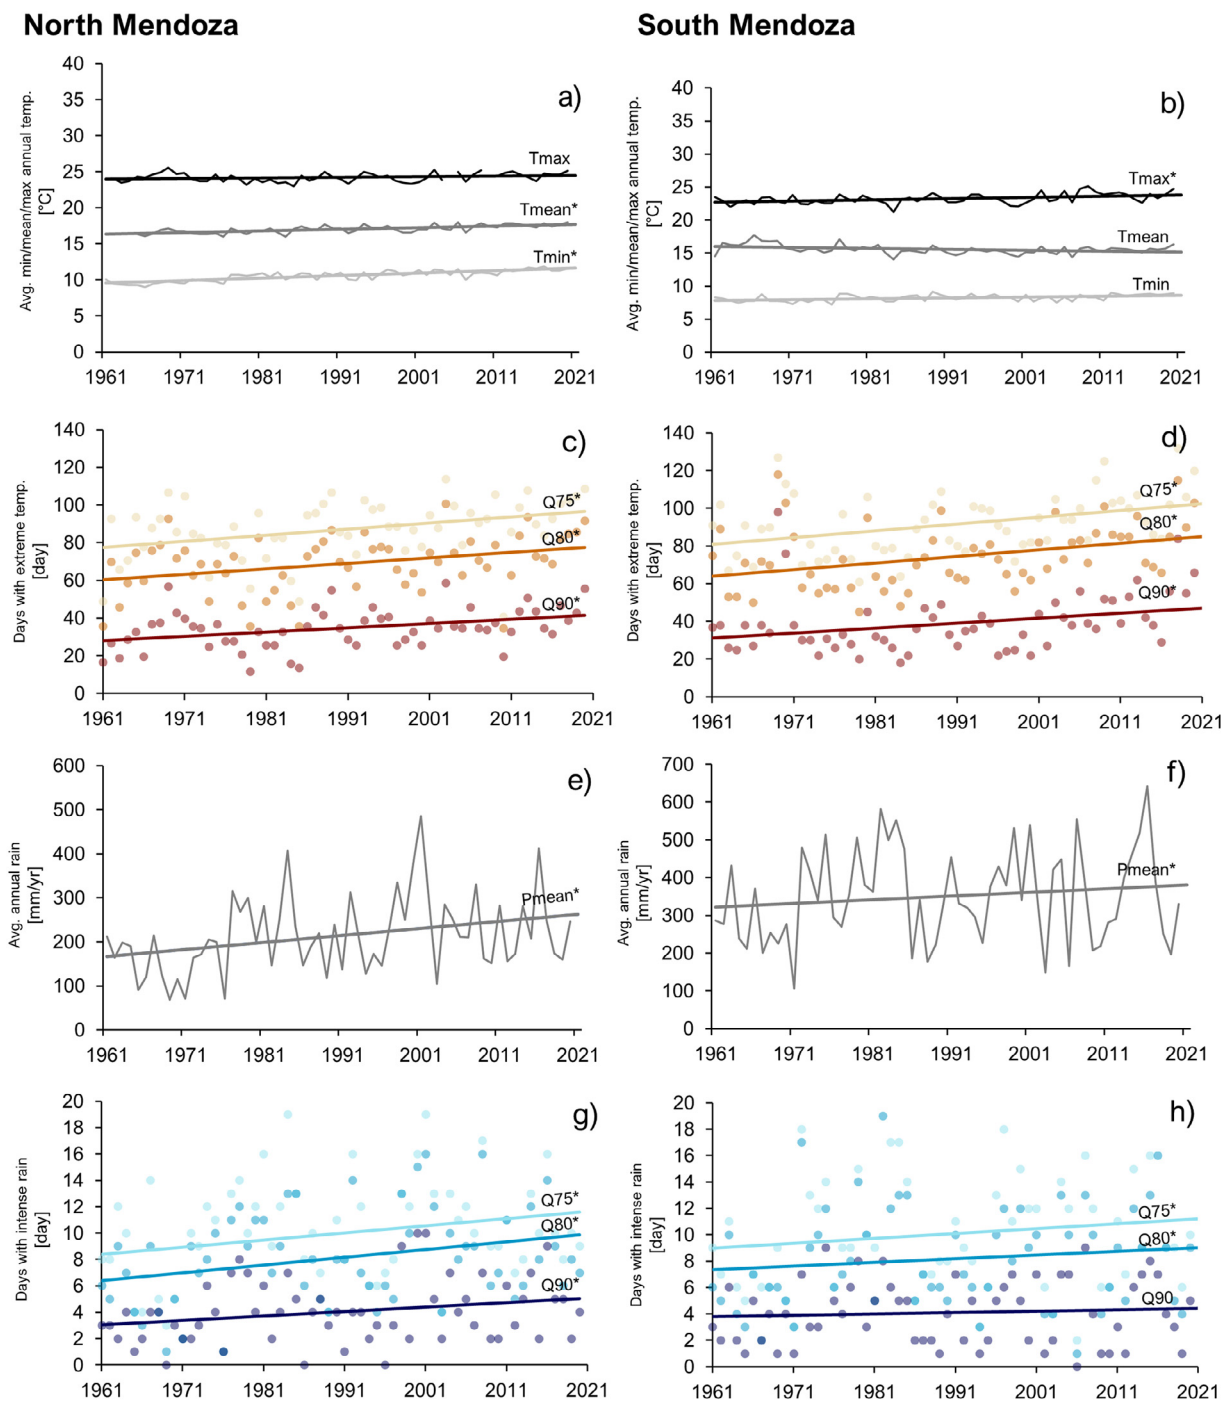 North Mendoza
South Mendoza
Avg. min/mean/max annual temp.
[°C]
40
35
30
25
20
15
10
5
0
a)
Tmax
Tmean*
Tmin*
1961 1971 1981 1991 2001 2011 2021
Avg. min/mean/max annual temp.
[°C]
40
35
30
25
20
15
10
5
0
b)
Tmax*
Tmean
Tmin
1961 1971 1981 1991 2001 2011 2021
Days with extreme temp.
[day]
140
120
100
80
60
40
20
0
c)
Q75*
Q80*
Q90*
1961 1971 1981 1991 2001 2011 2021
Days with extreme temp.
[day]
140
120
100
80
60
40
20
0
d)
Q75*
Q80*
Q90*
1961 1971 1981 1991 2001 2011 2021
Avg. annual rain
[mm/yr]
600
500
400
300
200
100
0
e)
Pmean*
1961 1971 1981 1991 2001 2011 2021
Avg. annual rain
[mm/yr]
700
600
500
400
300
200
100
0
f)
Pmean*
1961 1971 1981 1991 2001 2011 2021
Days with intense rain
[day]
20
18
16
14
12
10
8
6
4
2
0
g)
Q75*
Q80*
Q90*
1961 1971 1981 1991 2001 2011 2021
Days with intense rain
[day]
20
18
16
14
12
10
8
6
4
2
0
h)
Q75*
Q80*
Q90
1961 1971 1981 1991 2001 2011 2021